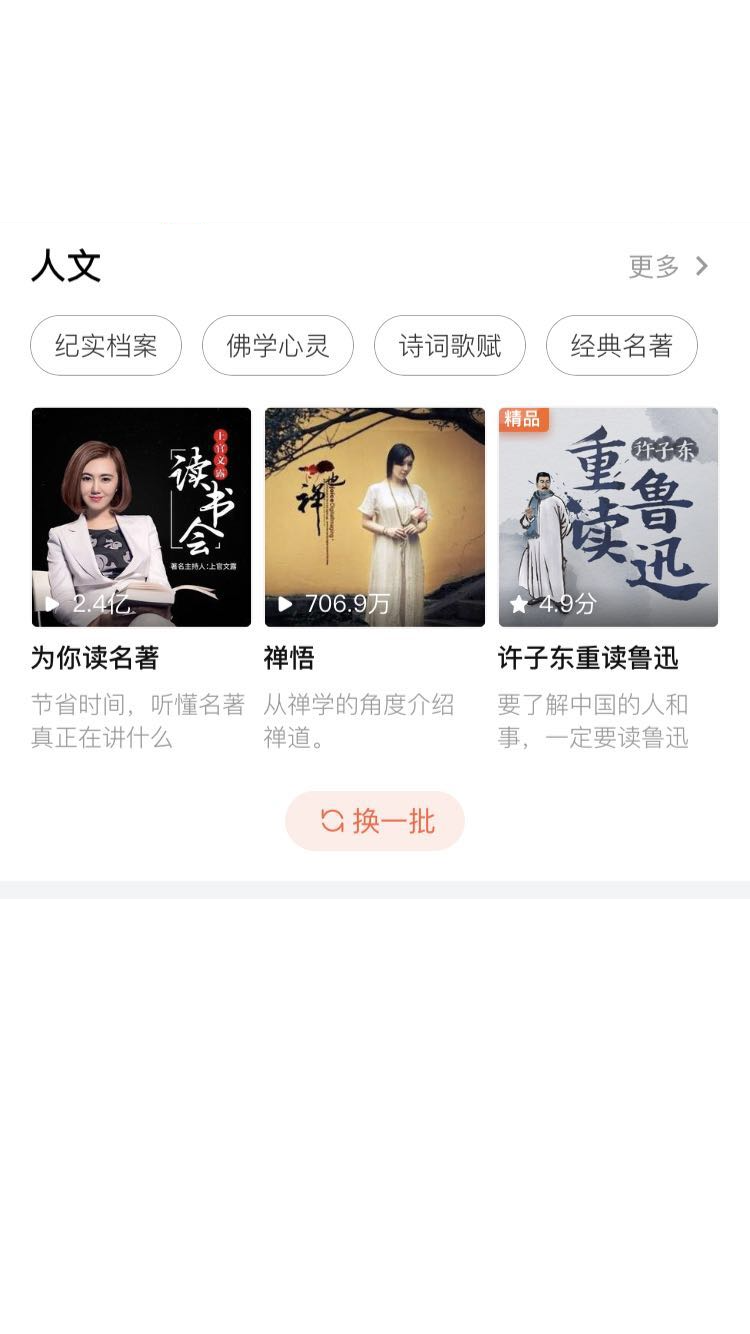 人文
更多
纪实档案
佛学心灵
诗词歌赋
经典名著
上官文露
读书会
著名主持人:上官文露
2.4亿
禅
706.9万
精品
许子东
重读
鲁迅
4.9分
为你读名著
禅悟
许子东重读鲁迅
节省时间，听懂名著
真正在讲什么
从禅学的角度介绍
禅道。
要了解中国的人和
事，一定要读鲁迅
换一批